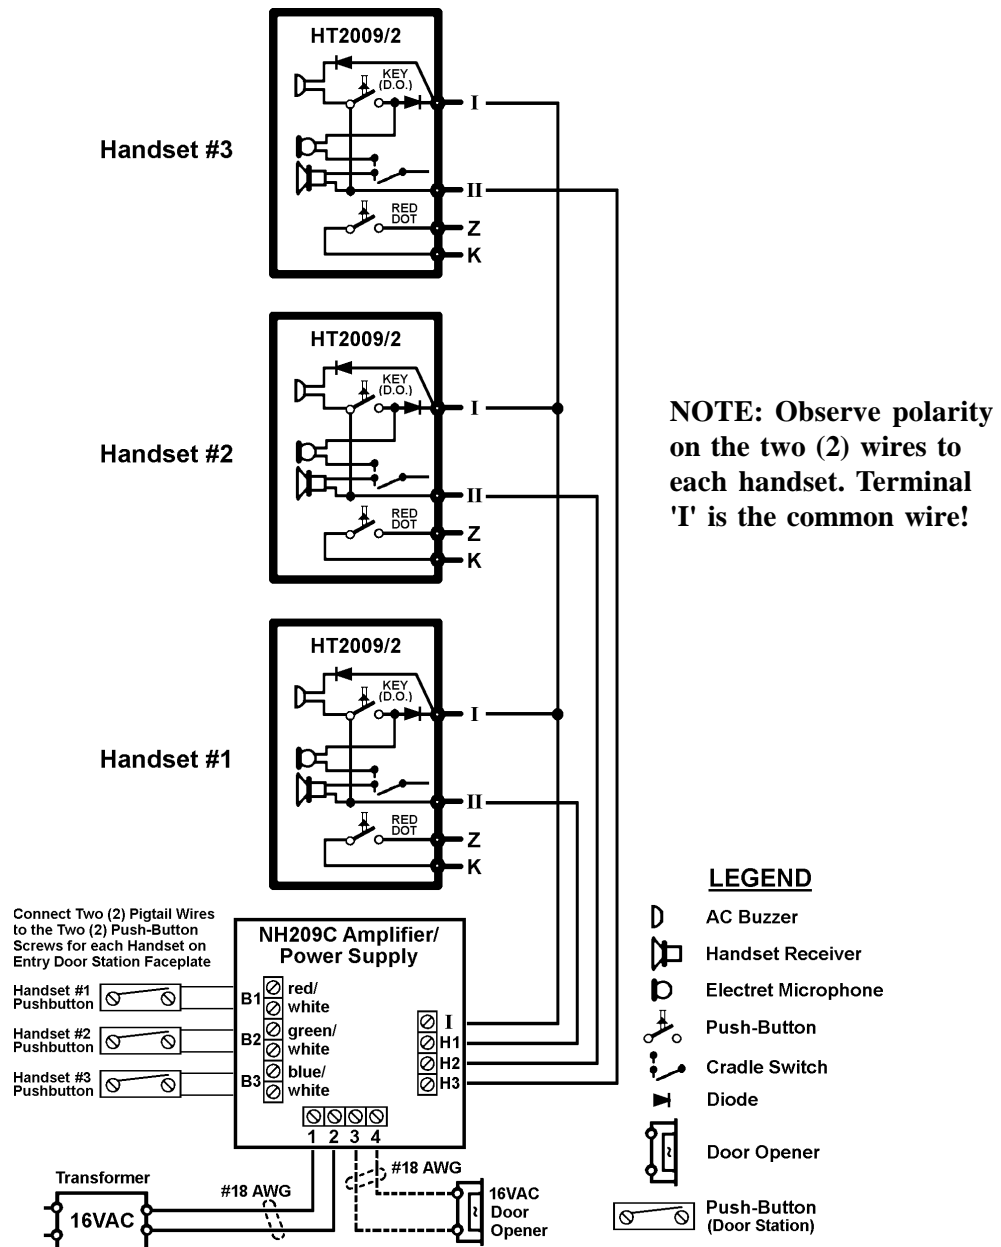 HT2009/2
KEY
(D.O.)
I
Handset #3
II
RED
DOT
Z
K
HT2009/2
KEY
(D.O.)
I
Handset #2
II
RED
DOT
Z
K
NOTE: Observe polarity
on the two (2) wires to
each handset. Terminal
'I' is the common wire!
HT2009/2
KEY
(D.O.)
I
Handset #1
II
RED
DOT
Z
K
Connect Two (2) Pigtail Wires
to the Two (2) Push-Button
Screws for each Handset on
Entry Door Station Faceplate
Handset #1
Pushbutton
Handset #2
Pushbutton
Handset #3
Pushbutton
NH209C Amplifier/
Power Supply
B1
red/
white
B2
green/
white
B3
blue/
white
I
H1
H2
H3
1 2 3 4
Transformer
16VAC
#18 AWG
#18 AWG
16VAC
Door
Opener
LEGEND
AC Buzzer
Handset Receiver
Electret Microphone
Push-Button
Cradle Switch
Diode
~
Door Opener
Push-Button
(Door Station)